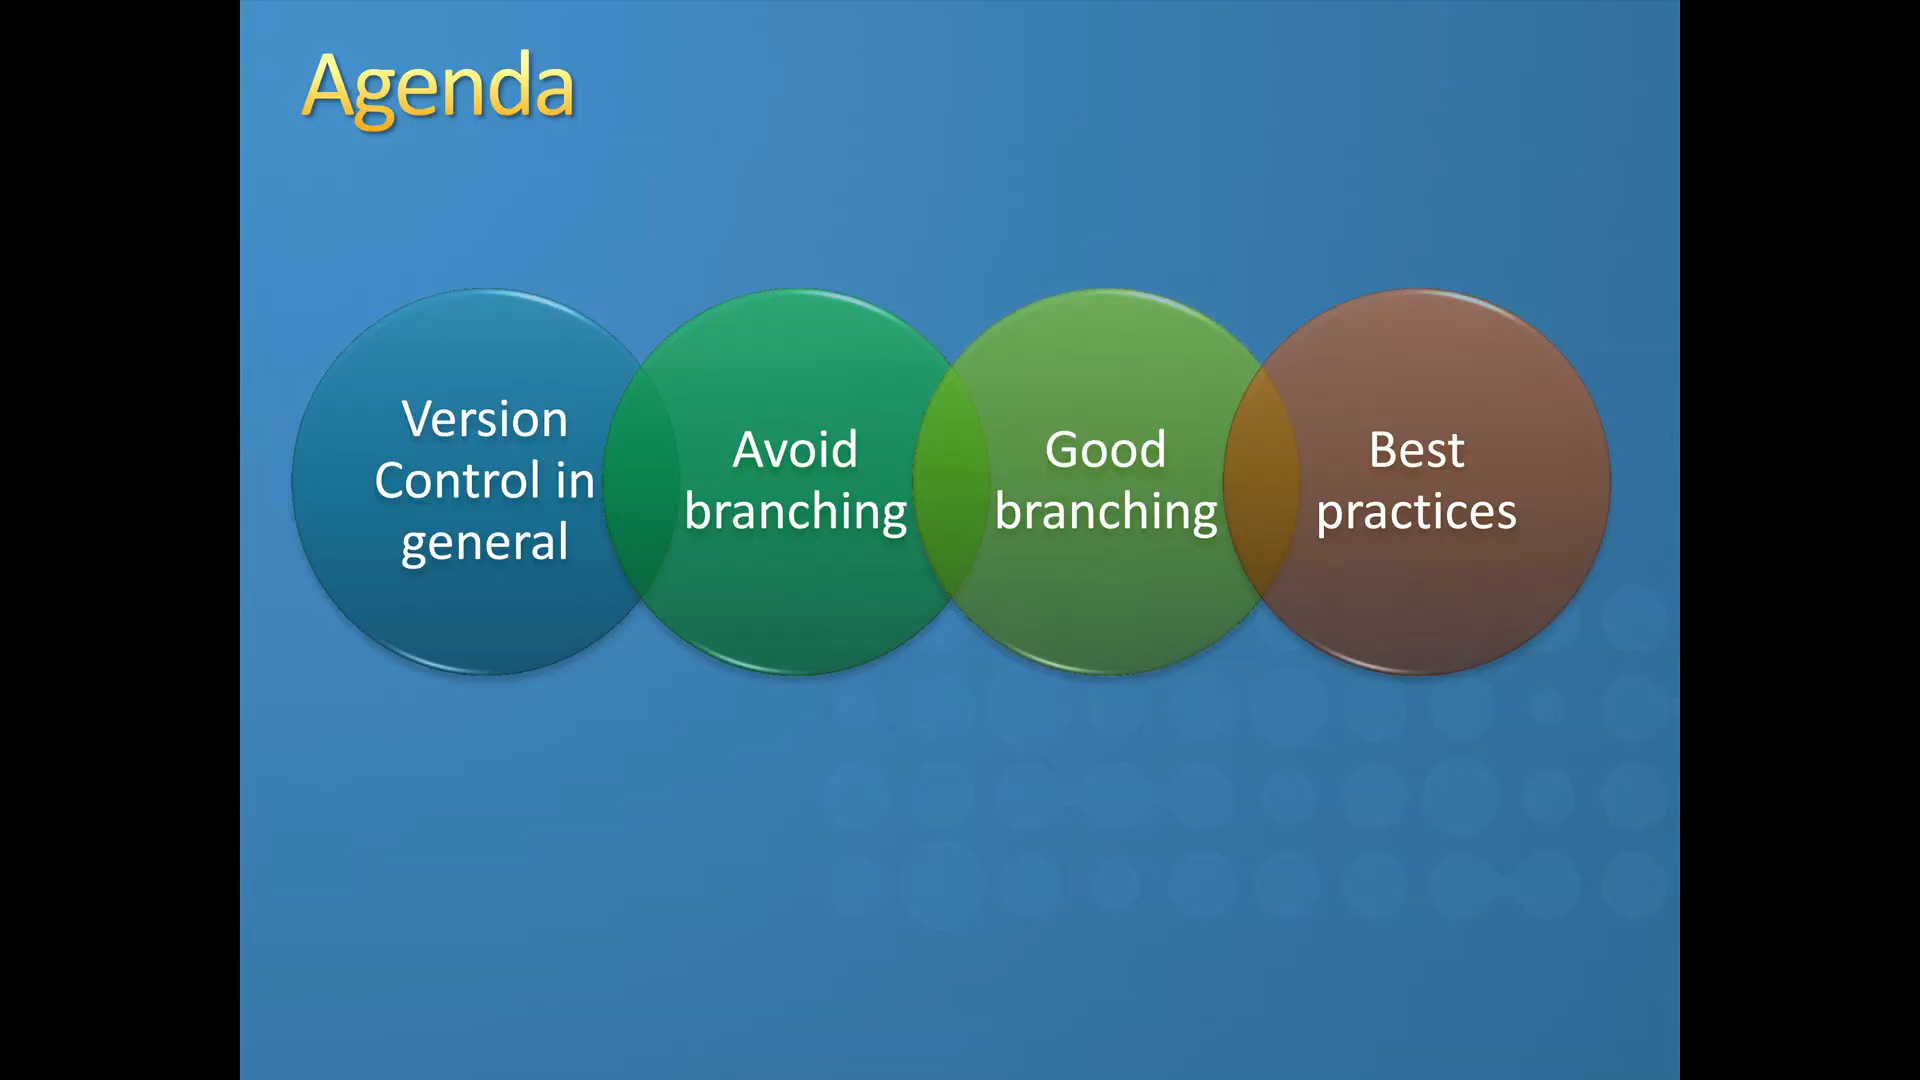 Agenda
Version
Control in
general
Avoid
branching
Good
branching
Best
practices